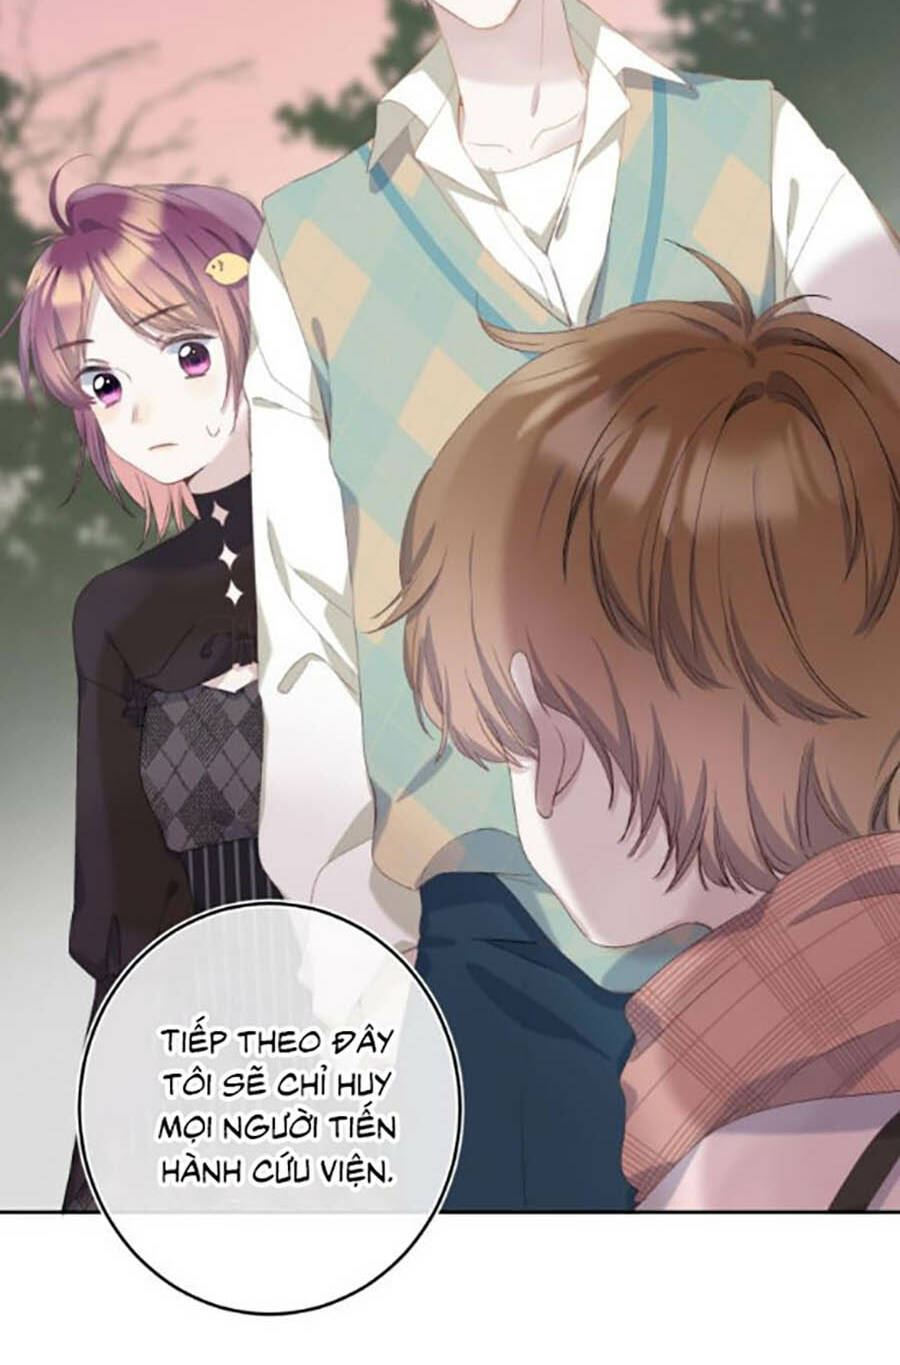 TIẾP THEO ĐÂY
TÔI SẼ CHỈ HUY
MỌI NGƯỜI TIẾN
HÀNH CỨU VIỆN.